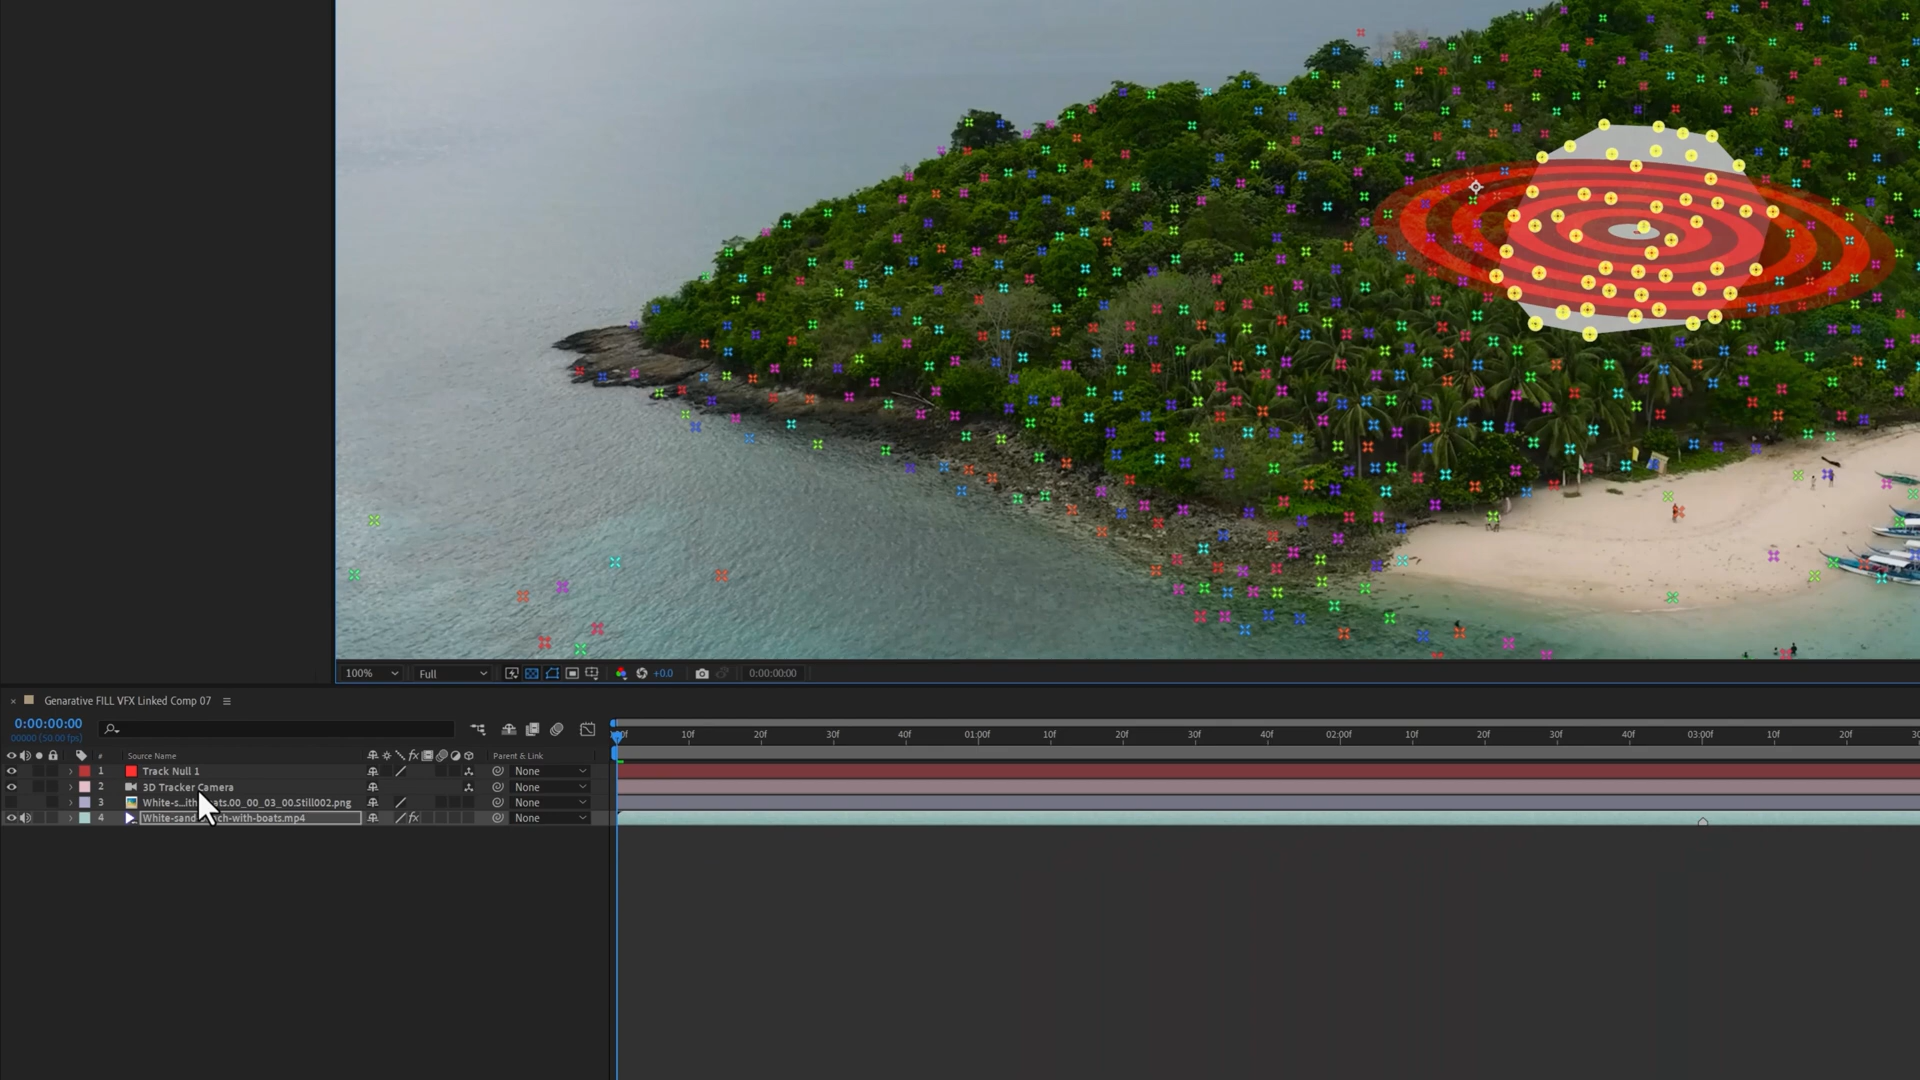 100% Full +0.0 0:00:00:00
× Genarative FILL VFX Linked Comp 07
0:00:00:00
00000 (50.00 fps)
# Source Name fx Parent & Link
10f 20f 30f 40f 01:00f 10f 20f 30f 40f 02:00f 10f 20f 30f 40f 03:00f 10f 20f
1 Track Null 1 None
2 3D Tracker Camera None
3 White-s...ith ats.00_00_03_00.Still002.png None
4 White-sand ch-with-boats.mp4 fx None